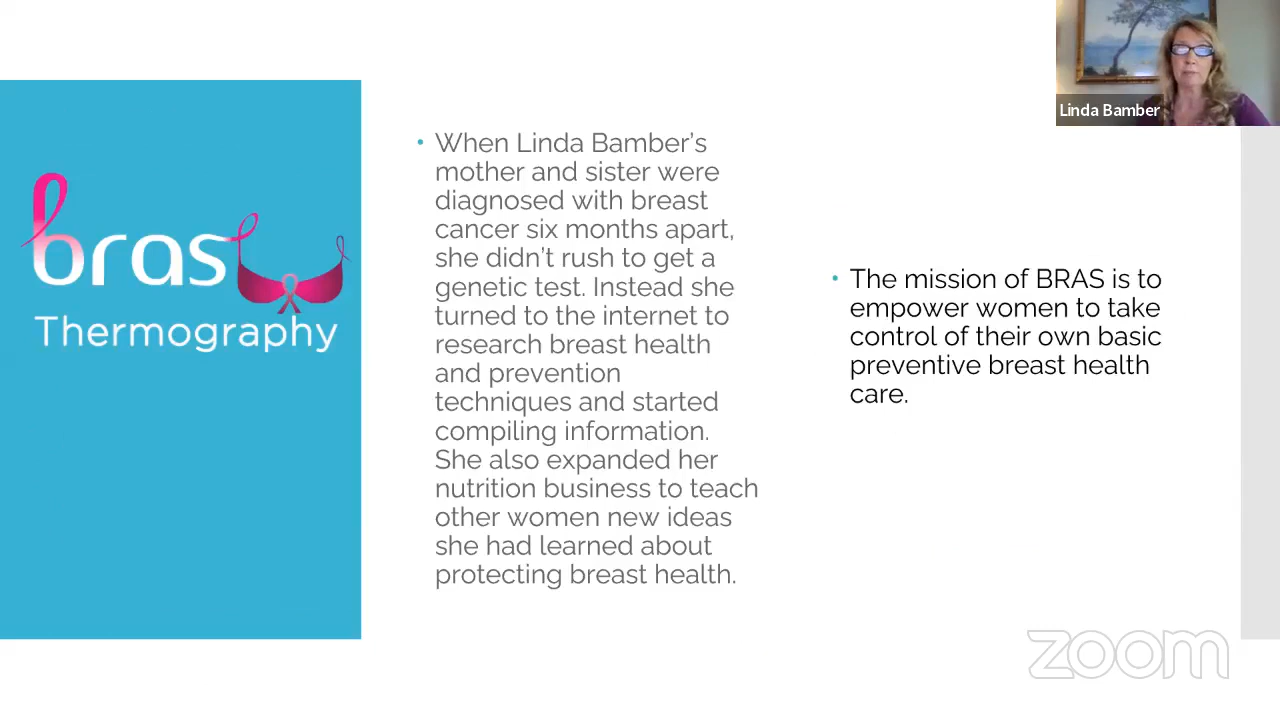 Linda Bamber
bras
Thermography
• When Linda Bamber’s
mother and sister were
diagnosed with breast
cancer six months apart,
she didn’t rush to get a
genetic test. Instead she
turned to the internet to
research breast health
and prevention
techniques and started
compiling information.
She also expanded her
nutrition business to teach
other women new ideas
she had learned about
protecting breast health.
• The mission of BRAS is to
empower women to take
control of their own basic
preventive breast health
care.
zoom